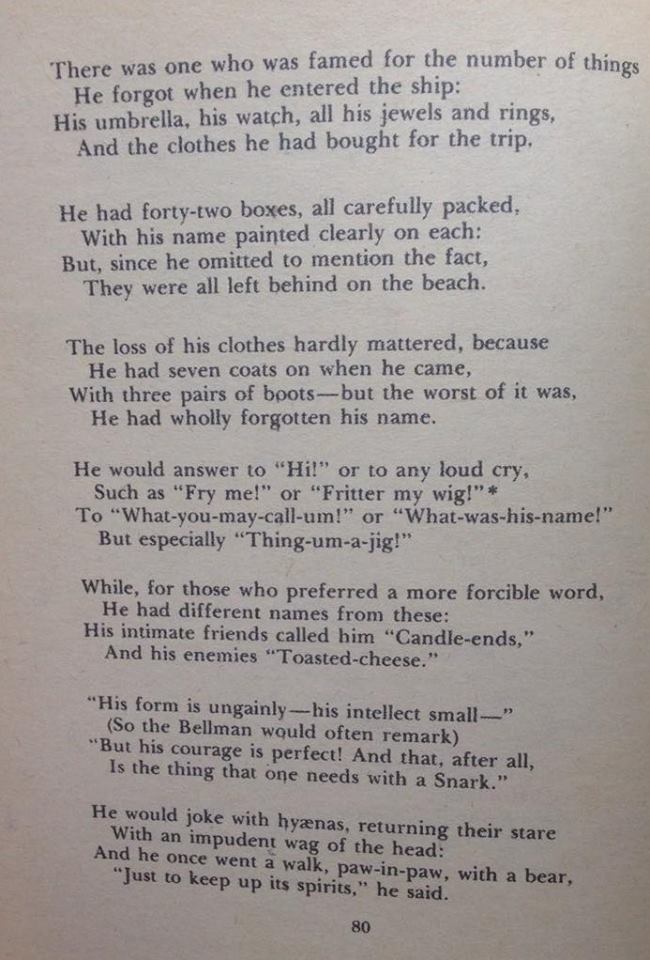 There was one who was famed for the number of things
He forgot when he entered the ship:
His umbrella, his watch, all his jewels and rings,
And the clothes he had bought for the trip.
He had forty-two boxes, all carefully packed,
With his name painted clearly on each:
But, since he omitted to mention the fact,
They were all left behind on the beach.
The loss of his clothes hardly mattered, because
He had seven coats on when he came,
With three pairs of boots—but the worst of it was,
He had wholly forgotten his name.
He would answer to “Hi!” or to any loud cry,
Such as “Fry me!” or “Fritter my wig!”*
To “What-you-may-call-um!” or “What-was-his-name!”
But especially “Thing-um-a-jig!”
While, for those who preferred a more forcible word,
He had different names from these:
His intimate friends called him “Candle-ends,”
And his enemies “Toasted-cheese.”
“His form is ungainly—his intellect small—”
(So the Bellman would often remark)
“But his courage is perfect! And that, after all,
Is the thing that one needs with a Snark.”
He would joke with hyænas, returning their stare
With an impudent wag of the head:
And he once went a walk, paw-in-paw, with a bear,
“Just to keep up its spirits,” he said.
80